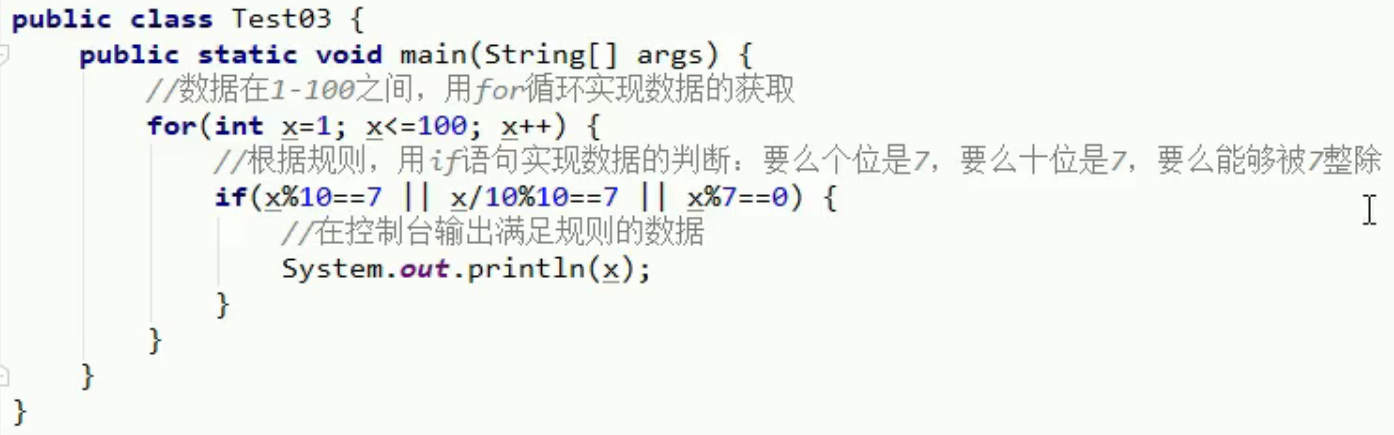 public class Test03 {
    public static void main(String[] args) {
        //数据在1-100之间，用for循环实现数据的获取
        for(int x=1; x<=100; x++) {
            //根据规则，用if语句实现数据的判断：要么个位是7，要么十位是7，要么能够被7整除
            if(x%10==7 || x/10%10==7 || x%7==0) {
                //在控制台输出满足规则的数据
                System.out.println(x);
            }
        }
    }
}